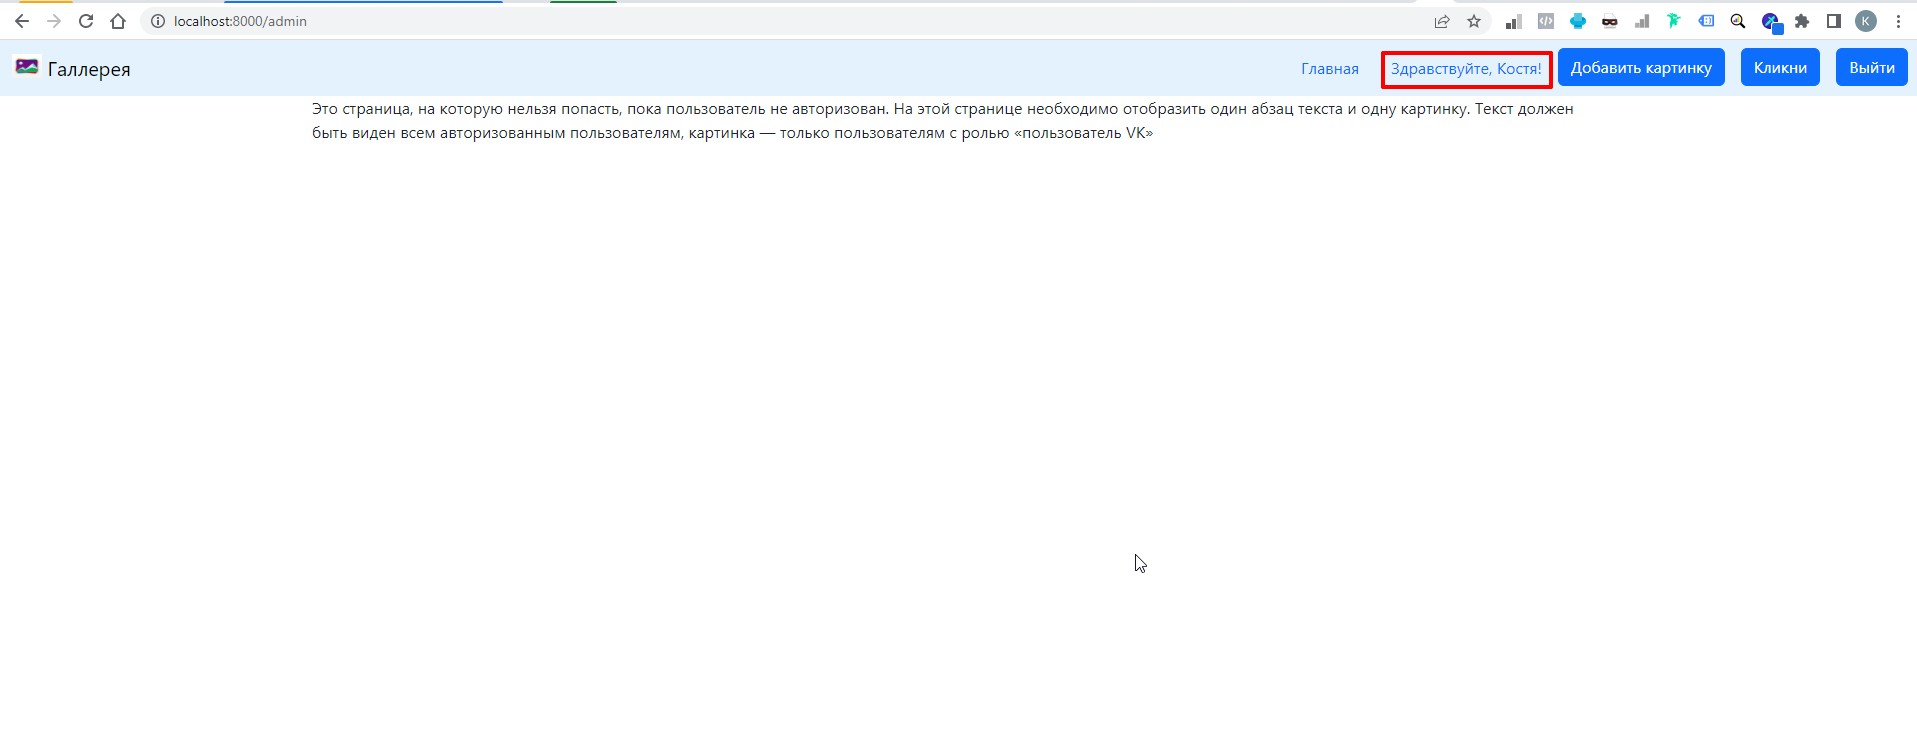 localhost:8000/admin
K
Галлерея
Главная
Здравствуйте, Костя!
Добавить картинку
Кликни
Выйти
Это страница, на которую нельзя попасть, пока пользователь не авторизован. На этой странице необходимо отобразить один абзац текста и одну картинку. Текст должен
быть виден всем авторизованным пользователям, картинка — только пользователям с ролью «пользователь VK»